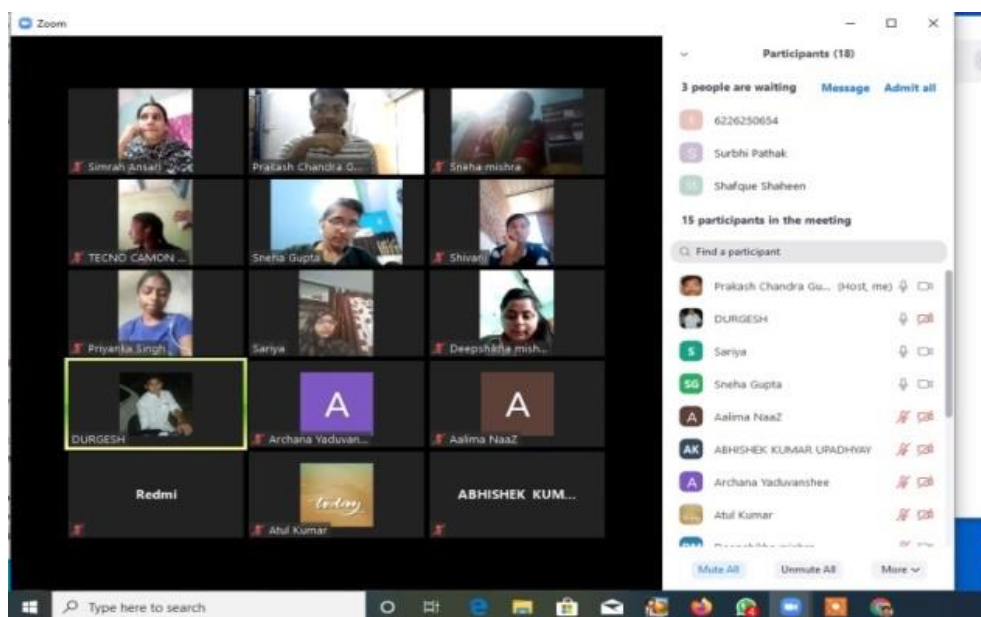 Zoom
Simrah Ansari
Prakash Chandra G...
Sneha mishra
TECNO CAMON ...
Sneha Gupta
Shivani
Priyanka Singh
Sariya
Deepshikha mish...
DURGESH
A
Archana Yaduvan...
A
Aalima NaaZ
Redmi
today
Atul Kumar
ABHISHEK KUM...
Participants (18)
3 people are waiting Message Admit all
6226250654
S Surbhi Pathak
Shafque Shaheen
15 participants in the meeting
Find a participant
Prakash Chandra Gu... (Host, me)
DURGESH
S Sariya
SG Sneha Gupta
A Aalima NaaZ
AK ABHISHEK KUMAR UPADHYAY
A Archana Yaduvanshee
Atul Kumar
Mute All Unmute All More
Type here to search